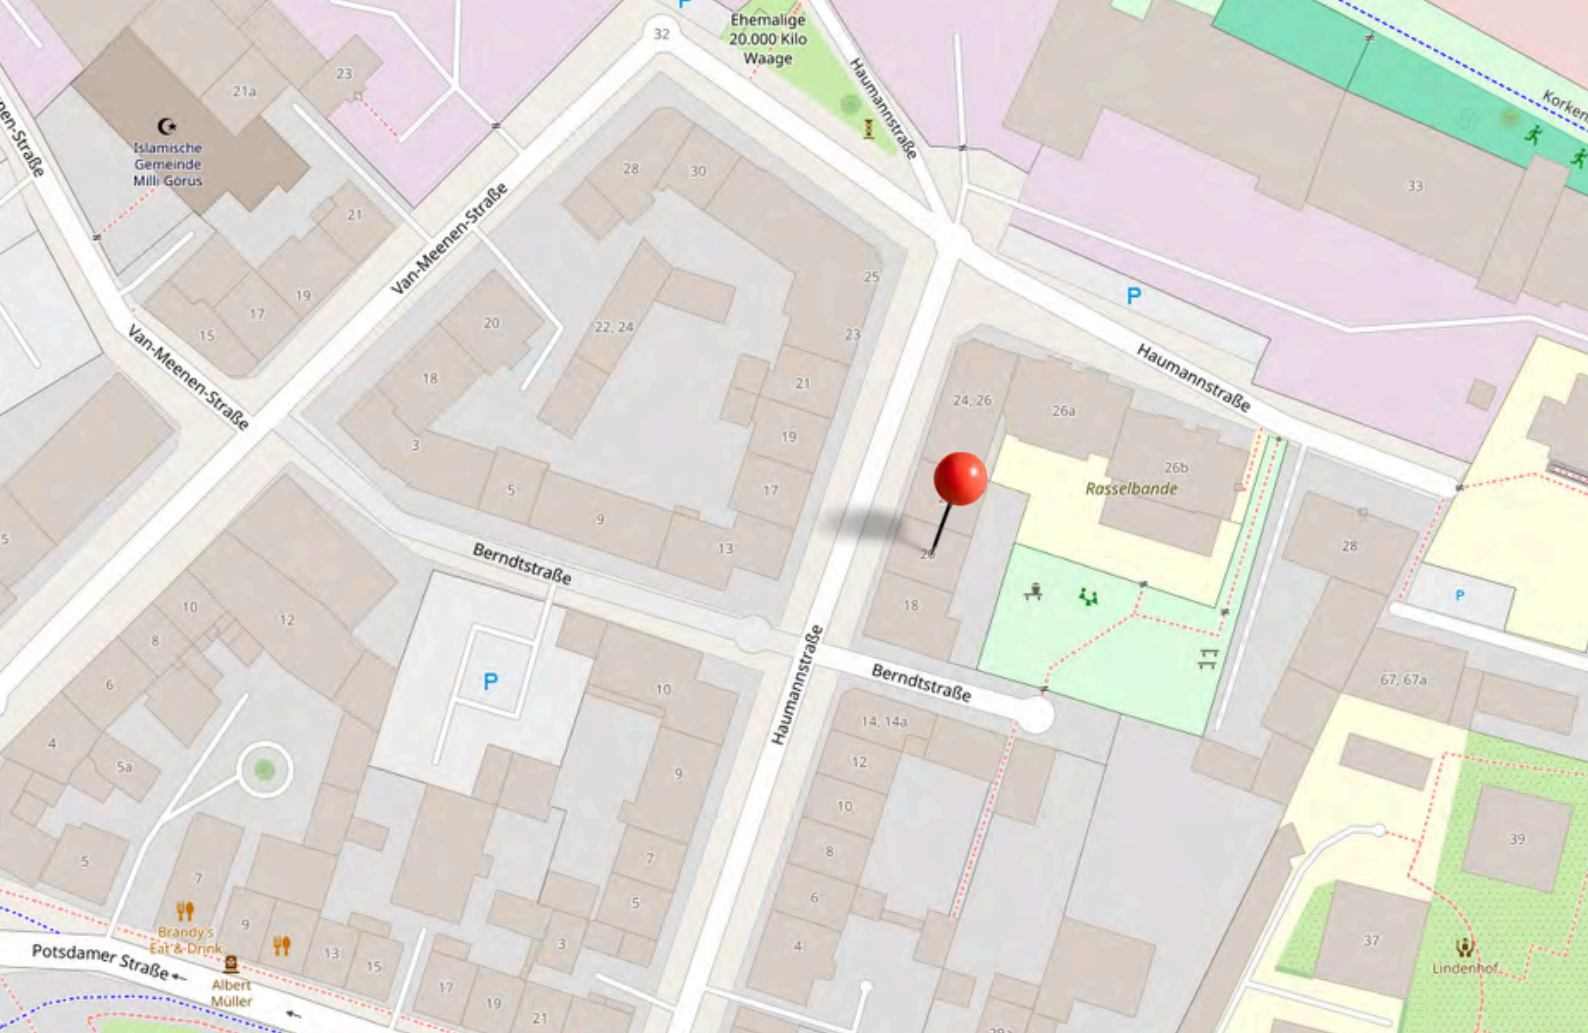 P
32
Ehemalige
20.000 Kilo
Waage
Haumannstraße
Korken
23
21a
Islamische
Gemeinde
Milli Görüs
28
30
33
21
Van-Meenen-Straße
25
P
19
17
15
20
22, 24
23
Van-Meenen-Straße
18
21
24, 26
26a
Haumannstraße
3
19
26b
Rasselbande
5
17
9
13
20
28
5
Berndtstraße
18
P
10
8
12
Haumannstraße
Berndtstraße
67, 67a
6
P
10
14, 14a
4
5a
9
12
10
39
5
7
8
7
5
6
9
Brandy's
Eat & Drink
13
15
3
4
37
Lindenhof
Potsdamer Straße
Albert
Müller
17
19
21